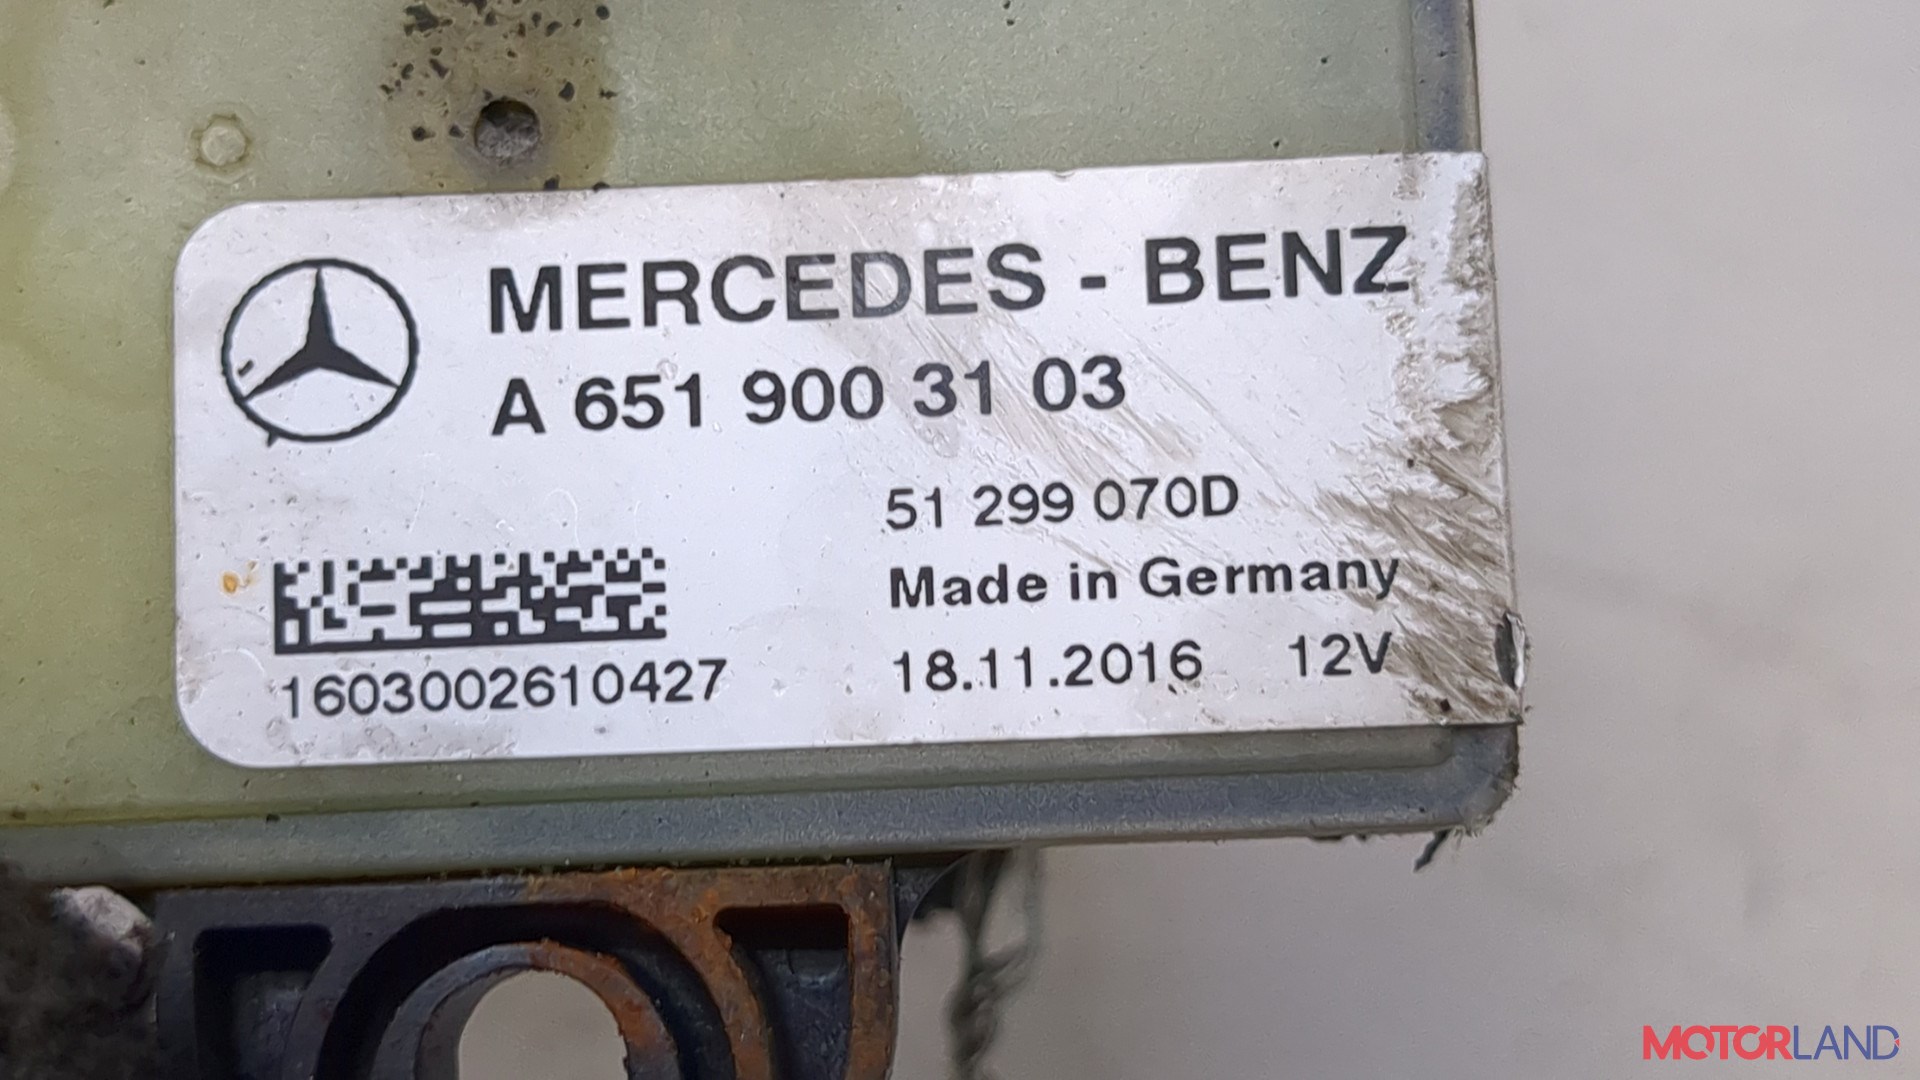 MERCEDES - BENZ
A 651 900 31 03
51 299 070D
Made in Germany
1603002610427
18.11.2016 12V
MOTORLAND